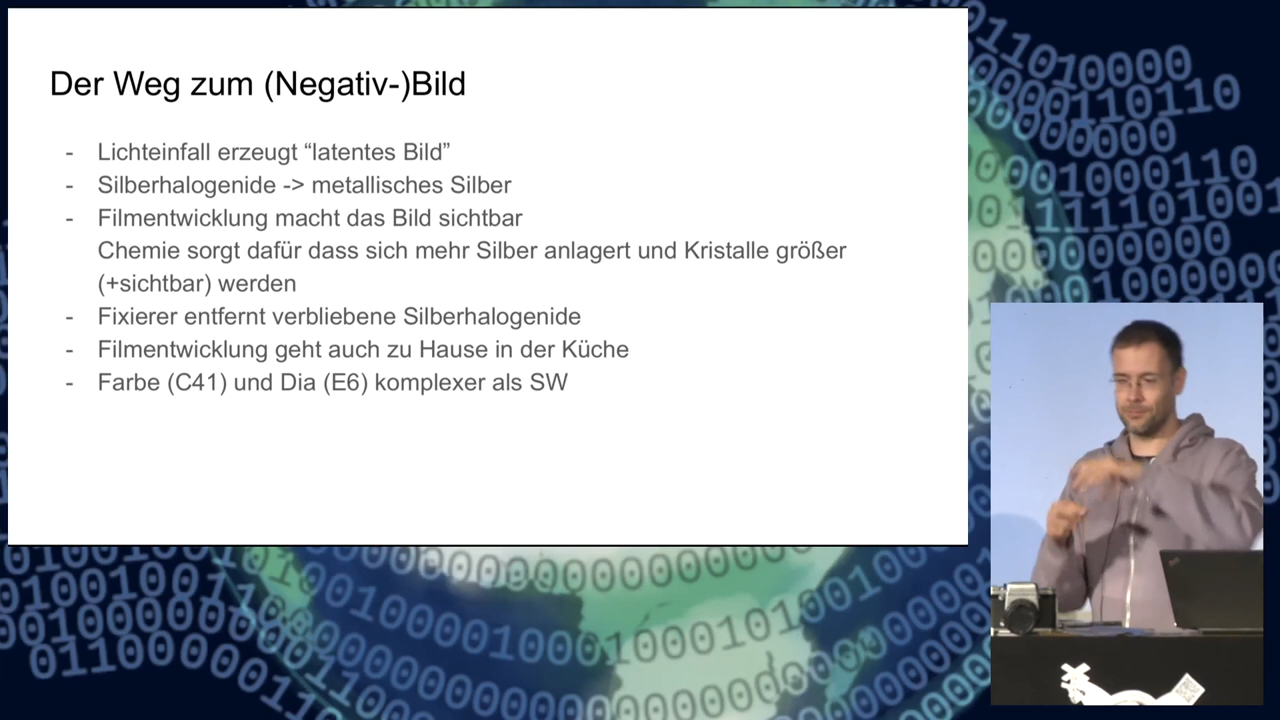 Der Weg zum (Negativ-)Bild
- Lichteinfall erzeugt “latentes Bild”
- Silberhalogenide -> metallisches Silber
- Filmentwicklung macht das Bild sichtbar
Chemie sorgt dafür dass sich mehr Silber anlagert und Kristalle größer
(+sichtbar) werden
- Fixierer entfernt verbliebene Silberhalogenide
- Filmentwicklung geht auch zu Hause in der Küche
- Farbe (C41) und Dia (E6) komplexer als SW